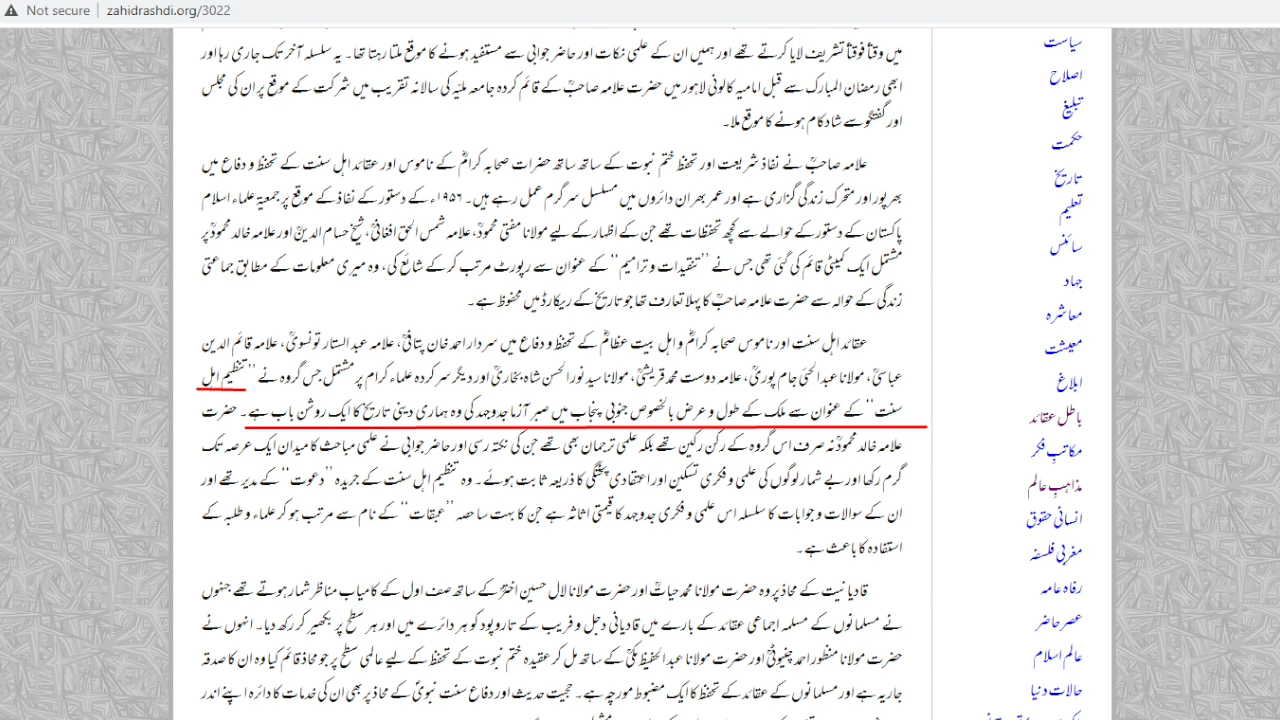 Not secure | zahidrashdi.org/3022
میں وقتاً فوقتاً تشریف لایا کرتے تھے اور ہمیں ان کے علمی نکات اور حاضر جوابی سے مستفید ہونے کا موقع ملتا رہتا تھا۔ یہ سلسلہ آخر تک جاری رہا اور
ابھی رمضان المبارک سے قبل امامیہ کالونی لاہور میں حضرت علامہ صاحبؒ کے قائم کردہ جامعہ ملیہ کی سالانہ تقریب میں شرکت کے موقع پر ان کی مجلس
اور گفتگو سے شادکام ہونے کا موقع ملا۔
علامہ صاحبؒ نے نفاذ شریعت اور تحفظ ختم نبوت کے ساتھ ساتھ حضرات صحابہ کرامؓ کے ناموس اور عقائد اہل سنت کے تحفظ و دفاع میں
بھرپور اور متحرک زندگی گزاری ہے اور عمر بھر ان دائروں میں مسلسل سرگرم عمل رہے ہیں۔ ۱۹۵۶ء کے دستور کے نفاذ کے موقع پر جمعیۃ علماء اسلام
پاکستان کے دستور کے حوالے سے کچھ تحفظات تھے جن کے اظہار کے لیے مولانا مفتی محمودؒ، علامہ شمس الحق افغانیؒ، شیخ حسام الدینؒ اور علامہ خالد محمودؒ پر
مشتمل ایک کمیٹی قائم کی گئی تھی جس نے ’’تنقیدات و ترامیم‘‘ کے عنوان سے رپورٹ مرتب کر کے شائع کی، وہ میری معلومات کے مطابق جماعتی
زندگی کے حوالہ سے حضرت علامہ صاحبؒ کا پہلا تعارف تھا جو تاریخ کے ریکارڈ میں محفوظ ہے۔
عقائد اہل سنت اور ناموس صحابہ کرامؓ و اہل بیت عظامؓ کے تحفظ و دفاع میں سردار احمد خان پتافیؒ، علامہ عبد الستار تونسویؒ، علامہ قائم الدین
عباسیؒ، مولانا عبد الحئی جام پوریؒ، علامہ دوست محمد قریشیؒ، مولانا سید نور الحسن شاہ بخاریؒ اور دیگر سرکردہ علماء کرام پر مشتمل جس گروہ نے ’’تنظیم اہل
سنت‘‘ کے عنوان سے ملک کے طول و عرض بالخصوص جنوبی پنجاب میں صبر آزما جدوجہد کی وہ ہماری دینی تاریخ کا ایک روشن باب ہے۔ حضرت
علامہ خالد محمودؒ نہ صرف اس گروہ کے رکن رکین تھے بلکہ علمی ترجمان بھی تھے جن کی نکتہ رسی اور حاضر جوابی نے علمی مباحث کا میدان ایک عرصہ تک
گرم رکھا اور بے شمار لوگوں کی علمی و فکری تسکین اور اعتقادی پختگی کا ذریعہ ثابت ہوئے۔ وہ تنظیم اہل سنت کے جریدہ ’’دعوت‘‘ کے مدیر تھے اور
ان کے سوالات و جوابات کا سلسلہ اس علمی و فکری جدوجہد کا قیمتی اثاثہ ہے جن کا بہت سا حصہ ’’عبقات‘‘ کے نام سے مرتب ہو کر علماء و طلبہ کے
استفادہ کا باعث ہے۔
قادیانیت کے محاذ پر وہ حضرت مولانا محمد حیاتؒ اور حضرت مولانا لال حسین اخترؒ کے ساتھ صف اول کے کامیاب مناظر شمار ہوتے تھے جنہوں
نے مسلمانوں کے مسلمہ اجماعی عقائد کے بارے میں قادیانی دجل و فریب کے تاروپود کو ہر دائرے میں اور ہر سطح پر بکھیر کر رکھ دیا۔ انہوں نے
حضرت مولانا منظور احمد چنیوٹیؒ اور حضرت مولانا عبد الحفیظ مکیؒ کے ساتھ مل کر عقیدہ ختم نبوت کے تحفظ کے لیے عالمی سطح پر جو محاذ قائم کیا وہ ان کا صدقہ
جاریہ ہے اور مسلمانوں کے عقائد کے تحفظ کا ایک مضبوط مورچہ ہے۔ حجیت حدیث اور دفاع سنت نبویؐ کے محاذ پر بھی ان کی خدمات کا دائرہ اپنے اندر
سیاست
اصلاح
تبلیغ
حکمت
تاریخ
تعلیم
سائنس
جہاد
معاشرہ
معیشت
ابلاغ
باطل عقائد
مکاتبِ فکر
مذاہبِ عالم
انسانی حقوق
مغربی فلسفہ
رفاہ عامہ
عصر حاضر
عالم اسلام
حالات دنیا